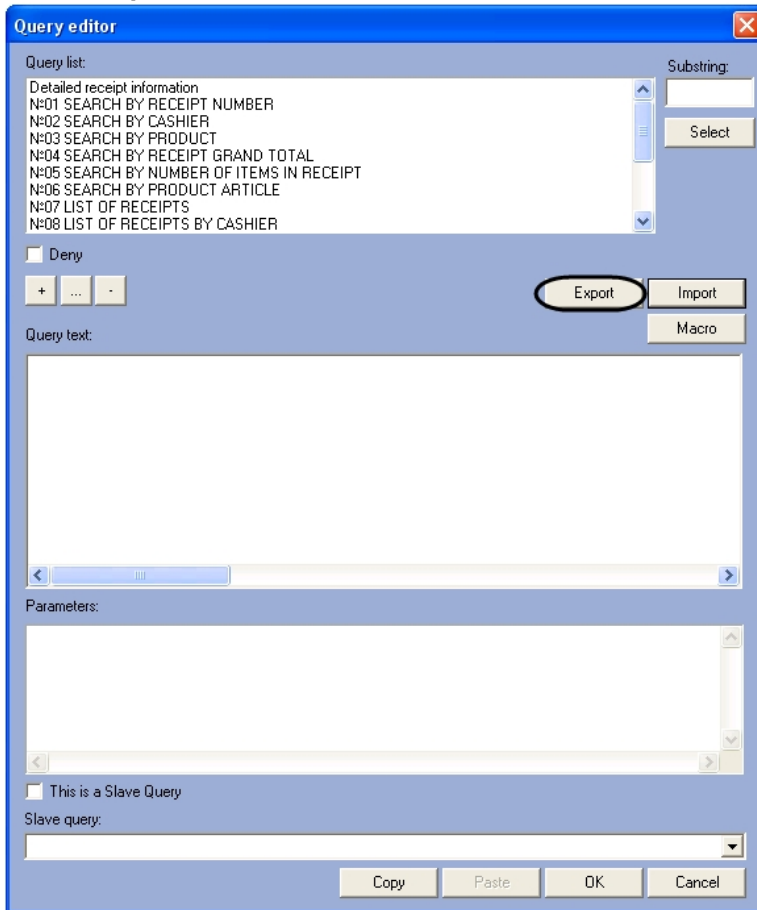 Query editor
Query list:
Substring:
Detailed receipt information
Nº01 SEARCH BY RECEIPT NUMBER
Nº02 SEARCH BY CASHIER
Nº03 SEARCH BY PRODUCT
Nº04 SEARCH BY RECEIPT GRAND TOTAL
Nº05 SEARCH BY NUMBER OF ITEMS IN RECEIPT
Nº06 SEARCH BY PRODUCT ARTICLE
Nº07 LIST OF RECEIPTS
Nº08 LIST OF RECEIPTS BY CASHIER
Select
Deny
+ ... -
Export Import
Macro
Query text:
Parameters:
This is a Slave Query
Slave query:
Copy Paste OK Cancel